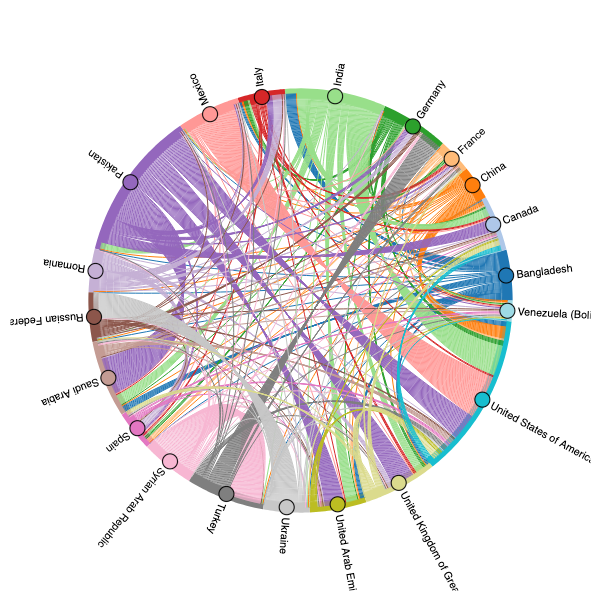 India
Germany
France
China
Canada
Bangladesh
Venezuela (Boli
United States of America
United Kingdom of Grea
United Arab Emi
Ukraine
Turkey
Syrian Arab Republic
Spain
Saudi Arabia
Russian Federa
Romania
Pakistan
Mexico
Italy